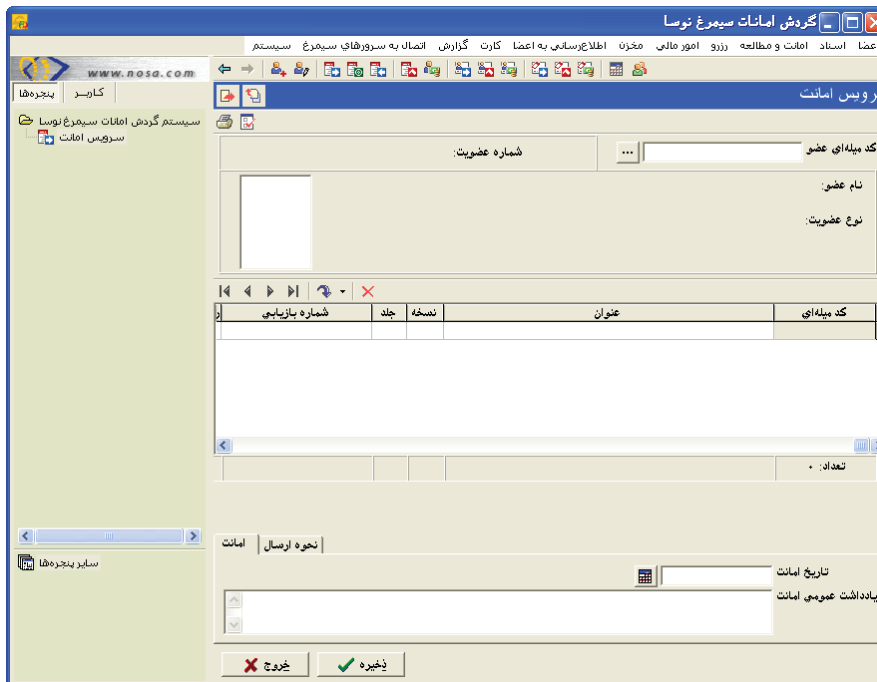 گردش امانات سیمرغ نوسا
اسناد امانت و مطالعه رزرو امور مالی مخزن اطلاع‌رسانی به اعضا کارت گزارش اتصال به سرورهای سیمرغ سیستم
www.nosa.com
کاربر پنجره‌ها
رویس امانت
سیستم گردش امانات سیمرغ نوسا
سرویس امانت
کد میله‌ای عضو
...
شماره عضویت:
نام عضو:
نوع عضویت:
کد میله‌ای عنوان نسخه جلد شماره بازیابی
تعداد: ۰
نحوه ارسال امانت
سایر پنجره‌ها
تاریخ امانت
یادداشت عمومی امانت
ذخیره خروج